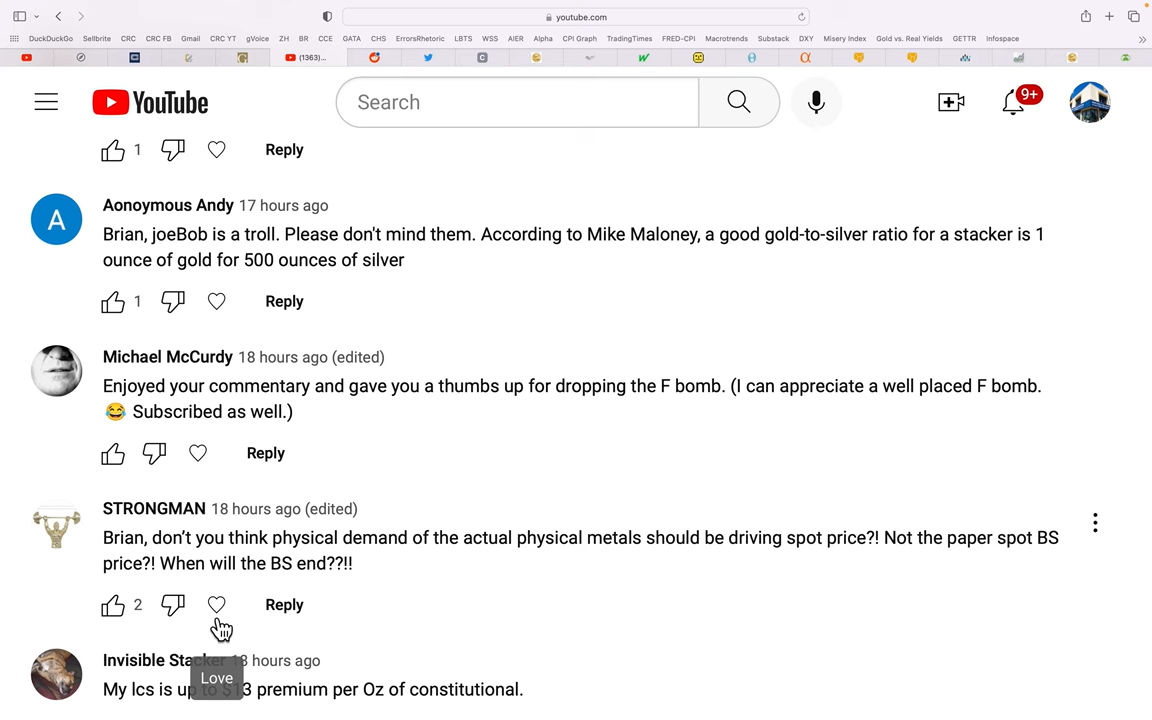 youtube.com
DuckDuckGo Sellbrite CRC CRC FB Gmail CRC YT gVoice ZH BR CCE GATA CHS ErrorsRhetoric LBTS WSS AIER Alpha CPI Graph TradingTimes FRED-CPI Macrotrends Substack DXY Misery Index Gold vs. Real Yields GETTR Infospace
(1363)...
YouTube
Search
9+
1 Reply
A
Aonoymous Andy 17 hours ago
Brian, joeBob is a troll. Please don't mind them. According to Mike Maloney, a good gold-to-silver ratio for a stacker is 1
ounce of gold for 500 ounces of silver
1 Reply
Michael McCurdy 18 hours ago (edited)
Enjoyed your commentary and gave you a thumbs up for dropping the F bomb. (I can appreciate a well placed F bomb.
😂 Subscribed as well.)
Reply
STRONGMAN 18 hours ago (edited)
Brian, don’t you think physical demand of the actual physical metals should be driving spot price?! Not the paper spot BS
price?! When will the BS end??!!
2 Reply
Invisible Stacker 18 hours ago
Love
My lcs is up to $13 premium per Oz of constitutional.